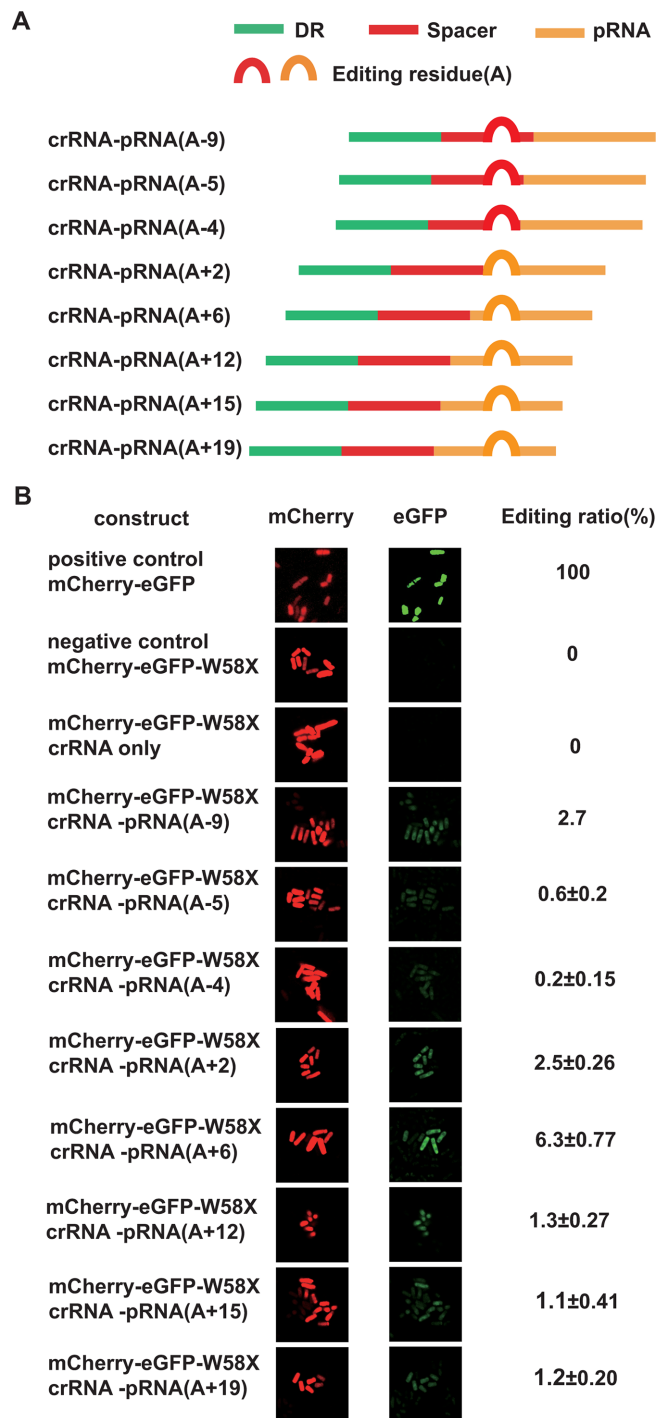 A
DR
Spacer
pRNA
Editing residue(A)
crRNA-pRNA(A-9)
crRNA-pRNA(A-5)
crRNA-pRNA(A-4)
crRNA-pRNA(A+2)
crRNA-pRNA(A+6)
crRNA-pRNA(A+12)
crRNA-pRNA(A+15)
crRNA-pRNA(A+19)
B
construct mCherry eGFP Editing ratio(%)
positive control
mCherry-eGFP
100
negative control
mCherry-eGFP-W58X
0
mCherry-eGFP-W58X
crRNA only
0
mCherry-eGFP-W58X
crRNA -pRNA(A-9)
2.7
mCherry-eGFP-W58X
crRNA -pRNA(A-5)
0.6±0.2
mCherry-eGFP-W58X
crRNA -pRNA(A-4)
0.2±0.15
mCherry-eGFP-W58X
crRNA -pRNA(A+2)
2.5±0.26
mCherry-eGFP-W58X
crRNA -pRNA(A+6)
6.3±0.77
mCherry-eGFP-W58X
crRNA -pRNA(A+12)
1.3±0.27
mCherry-eGFP-W58X
crRNA -pRNA(A+15)
1.1±0.41
mCherry-eGFP-W58X
crRNA -pRNA(A+19)
1.2±0.20